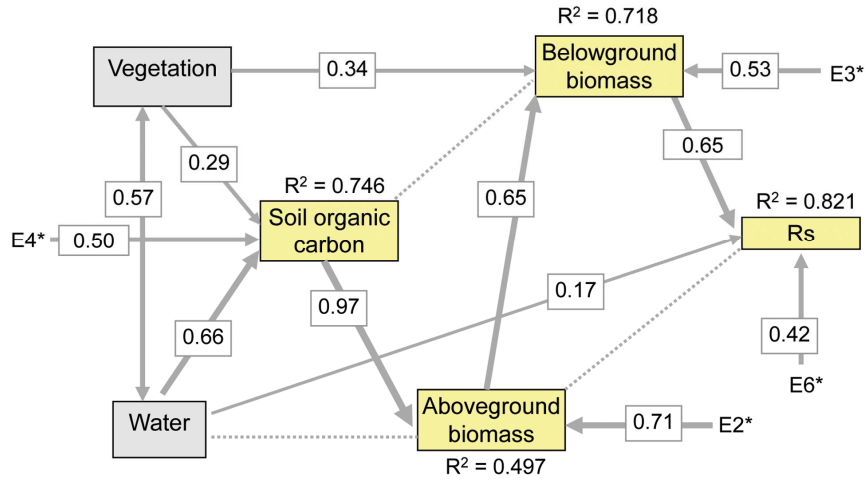 R² = 0.718
Vegetation
0.34
Belowground
biomass
0.53
E3*
0.29
0.65
0.57
R² = 0.746
0.65
R² = 0.821
Soil organic
carbon
Rs
E4*
0.50
0.17
0.97
0.66
0.42
E6*
Water
Aboveground
biomass
0.71
E2*
R² = 0.497